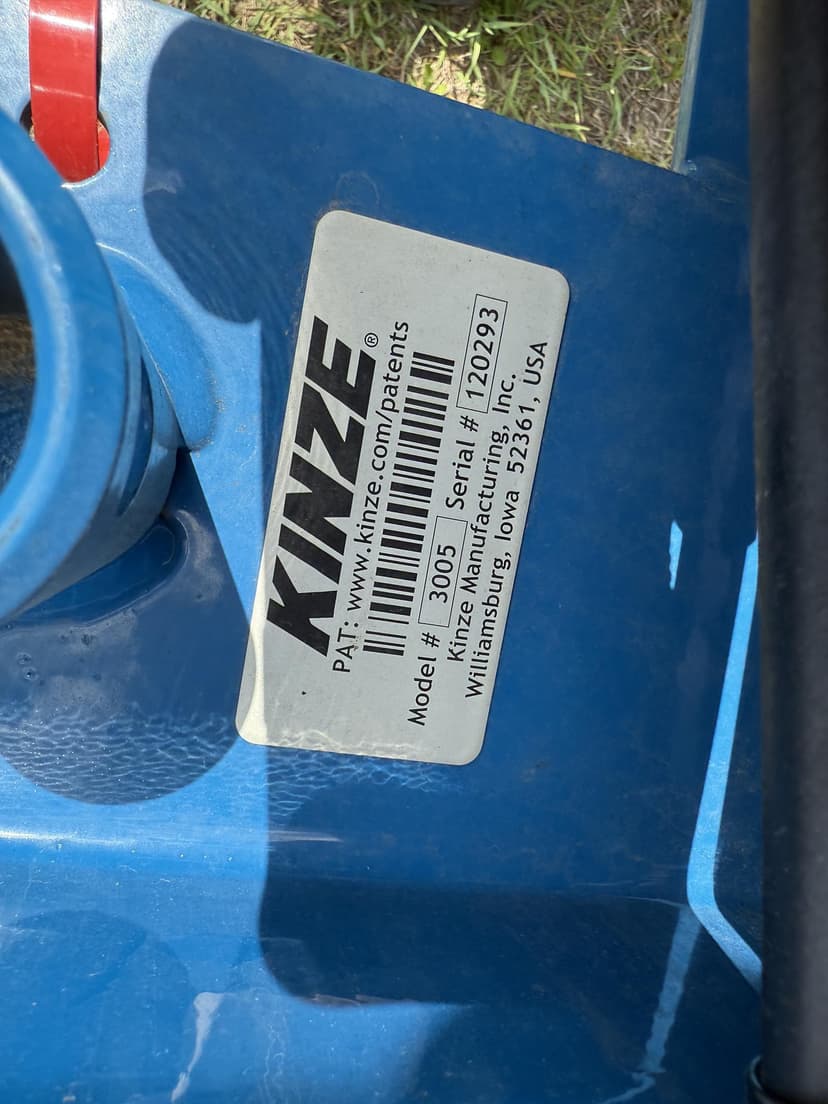 KINZE®
PAT: www.kinze.com/patents
Model # 3005 Serial # 120293
Kinze Manufacturing, Inc.
Williamsburg, Iowa 52361, USA